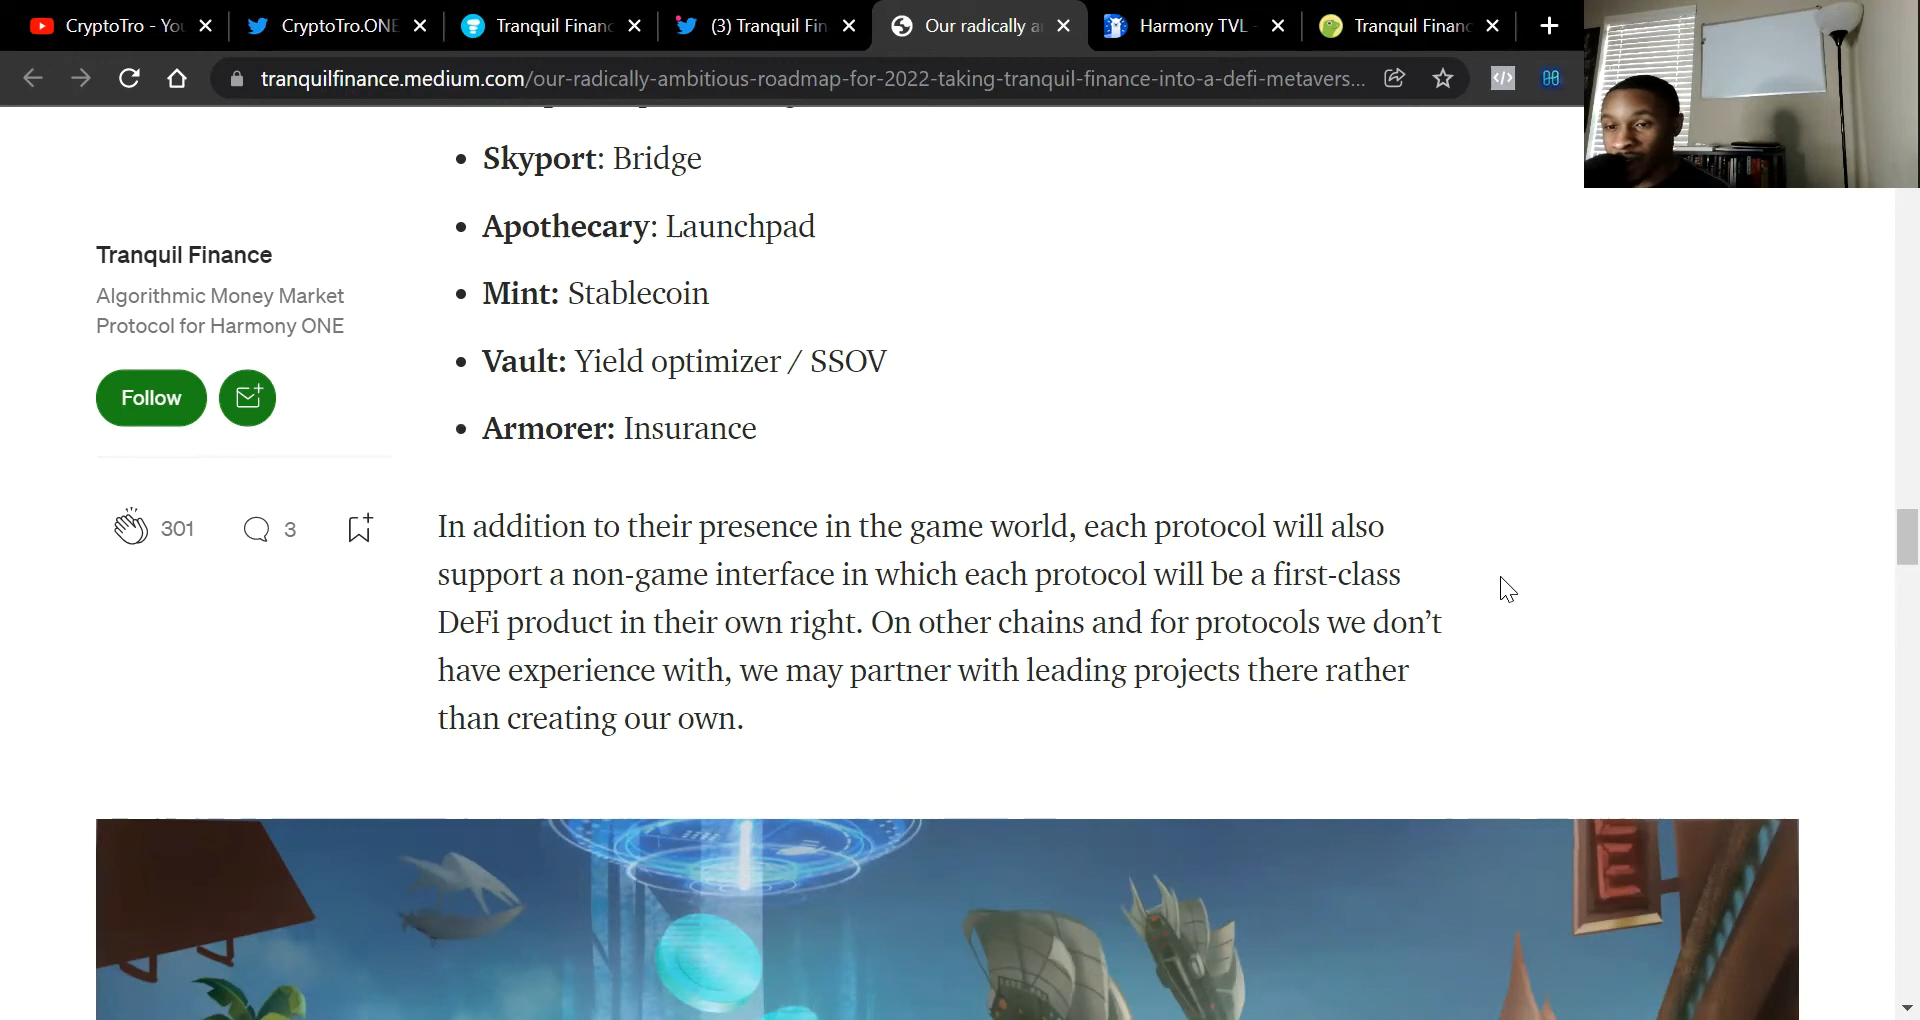 CryptoTro - You
CryptoTro.ONE
Tranquil Financ
(3) Tranquil Fin
Our radically a
Harmony TVL -
Tranquil Financ
tranquilfinance.medium.com/our-radically-ambitious-roadmap-for-2022-taking-tranquil-finance-into-a-defi-metavers...
Skyport: Bridge
Apothecary: Launchpad
Mint: Stablecoin
Vault: Yield optimizer / SSOV
Armorer: Insurance
Tranquil Finance
Algorithmic Money Market
Protocol for Harmony ONE
Follow
301
3
In addition to their presence in the game world, each protocol will also
support a non-game interface in which each protocol will be a first-class
DeFi product in their own right. On other chains and for protocols we don’t
have experience with, we may partner with leading projects there rather
than creating our own.